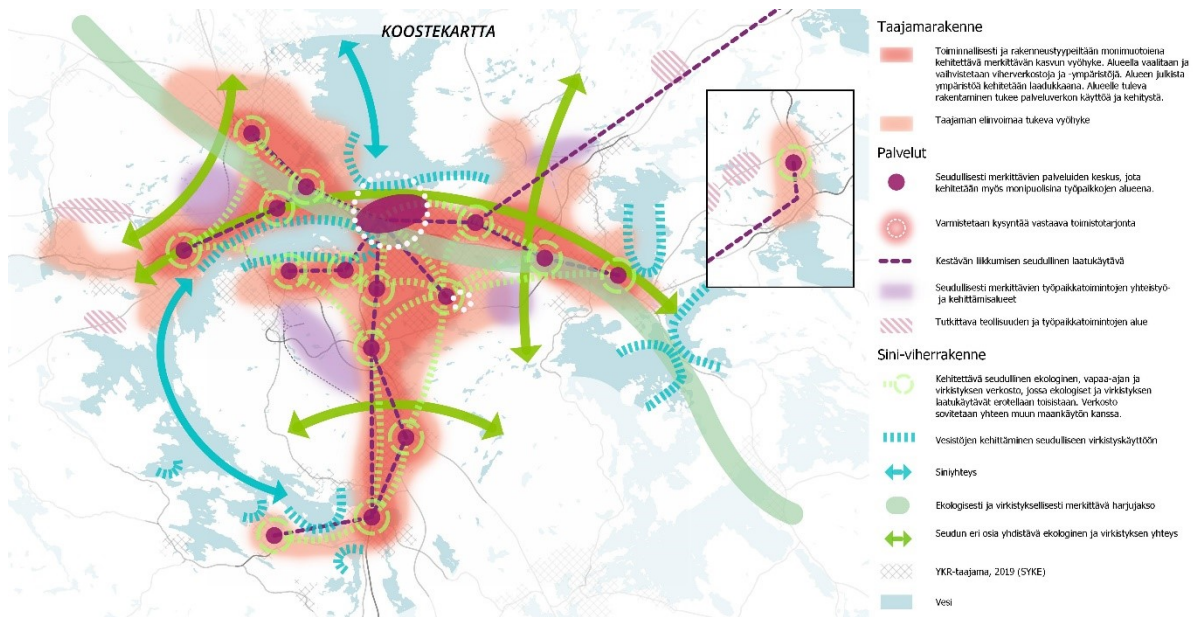 KOOSTEKARTTA
Taajamarakenne
Toiminnallisesti ja rakennustyypeiltään monimuotoiena
kehitettävä merkittävän kasvun vyöhyke. Alueella vaalitaan ja
vaihvistetaan viherverkostoja ja -ympäristöjä. Alueen julkista
ympäristöä kehitetään laadukkaana. Alueelle tuleva
rakentaminen tukee palveluverkon käyttöä ja kehitystä.
Taajaman elinvoimaa tukeva vyöhyke
Palvelut
Seudullisesti merkittävien palveluiden keskus, jota
kehitetään myös monipuolisina työpaikkojen alueena.
Varmistetaan kysyntää vastaava toimistotarjonta
Kestävän liikkumisen seudullinen laatukäytävä
Seudullisesti merkittävien työpaikkatoimintojen yhteistyö-
ja kehittämisalueet
Tutkittava teollisuuden ja työpaikkatoimintojen alue
Sini-viherrakenne
Kehitettävä seudullinen ekologinen, vapaa-ajan ja
virkistyksen verkosto, jossa ekologiset ja virkistyksen
laatukäytävät erotellaan toisistaan. Verkosto
sovitetaan yhteen muun maankäytön kanssa.
Vesistöjen kehittäminen seudulliseen virkistyskäyttöön
Siniyhteys
Ekologisesti ja virkistyksellisesti merkittävä harjujakso
Seudun eri osia yhdistävä ekologinen ja virkistyksen yhteys
YKR-taajama, 2019 (SYKE)
Vesi